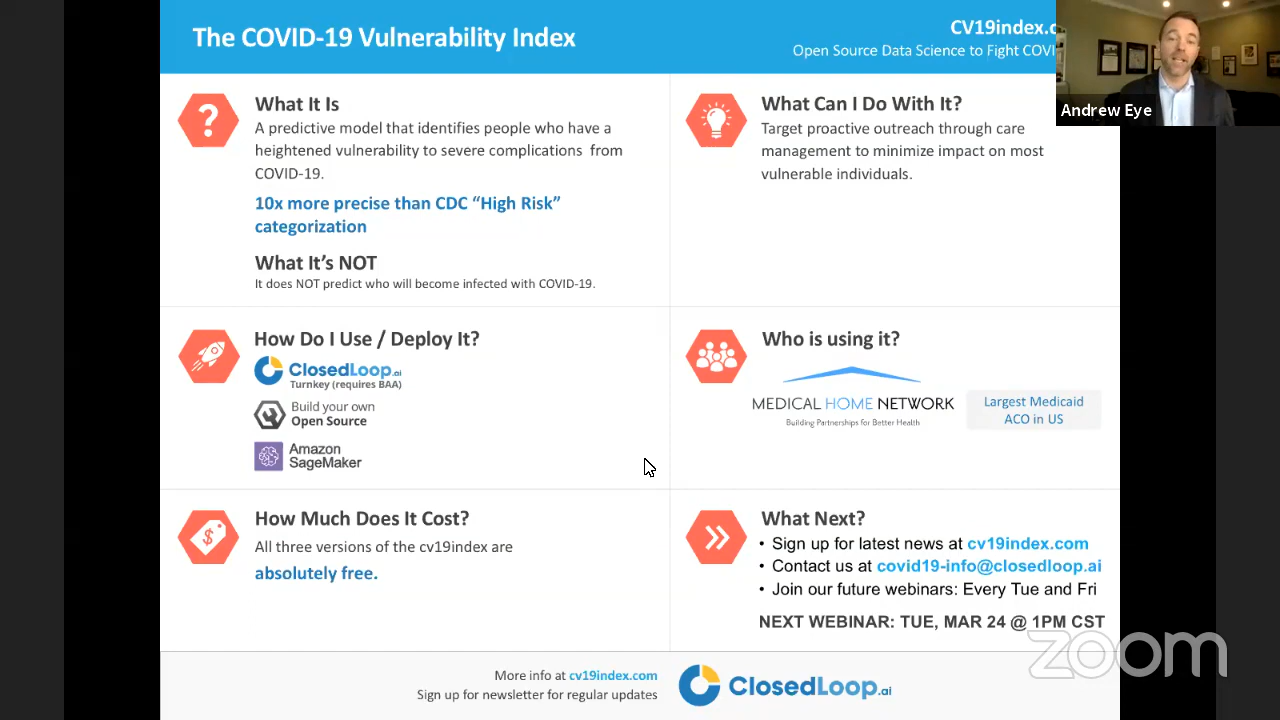 The COVID-19 Vulnerability Index
CV19index.c
Open Source Data Science to Fight COVI
Andrew Eye
?
What It Is
A predictive model that identifies people who have a
heightened vulnerability to severe complications from
COVID-19.
10x more precise than CDC “High Risk”
categorization
What It’s NOT
It does NOT predict who will become infected with COVID-19.
What Can I Do With It?
Target proactive outreach through care
management to minimize impact on most
vulnerable individuals.
How Do I Use / Deploy It?
ClosedLoop.ai
Turnkey (requires BAA)
Build your own
Open Source
Amazon
SageMaker
Who is using it?
MEDICAL HOME NETWORK
Building Partnerships for Better Health
Largest Medicaid
ACO in US
$
How Much Does It Cost?
All three versions of the cv19index are
absolutely free.
What Next?
• Sign up for latest news at cv19index.com
• Contact us at covid19-info@closedloop.ai
• Join our future webinars: Every Tue and Fri
NEXT WEBINAR: TUE, MAR 24 @ 1PM CST
zoom
More info at cv19index.com
Sign up for newsletter for regular updates
ClosedLoop.ai